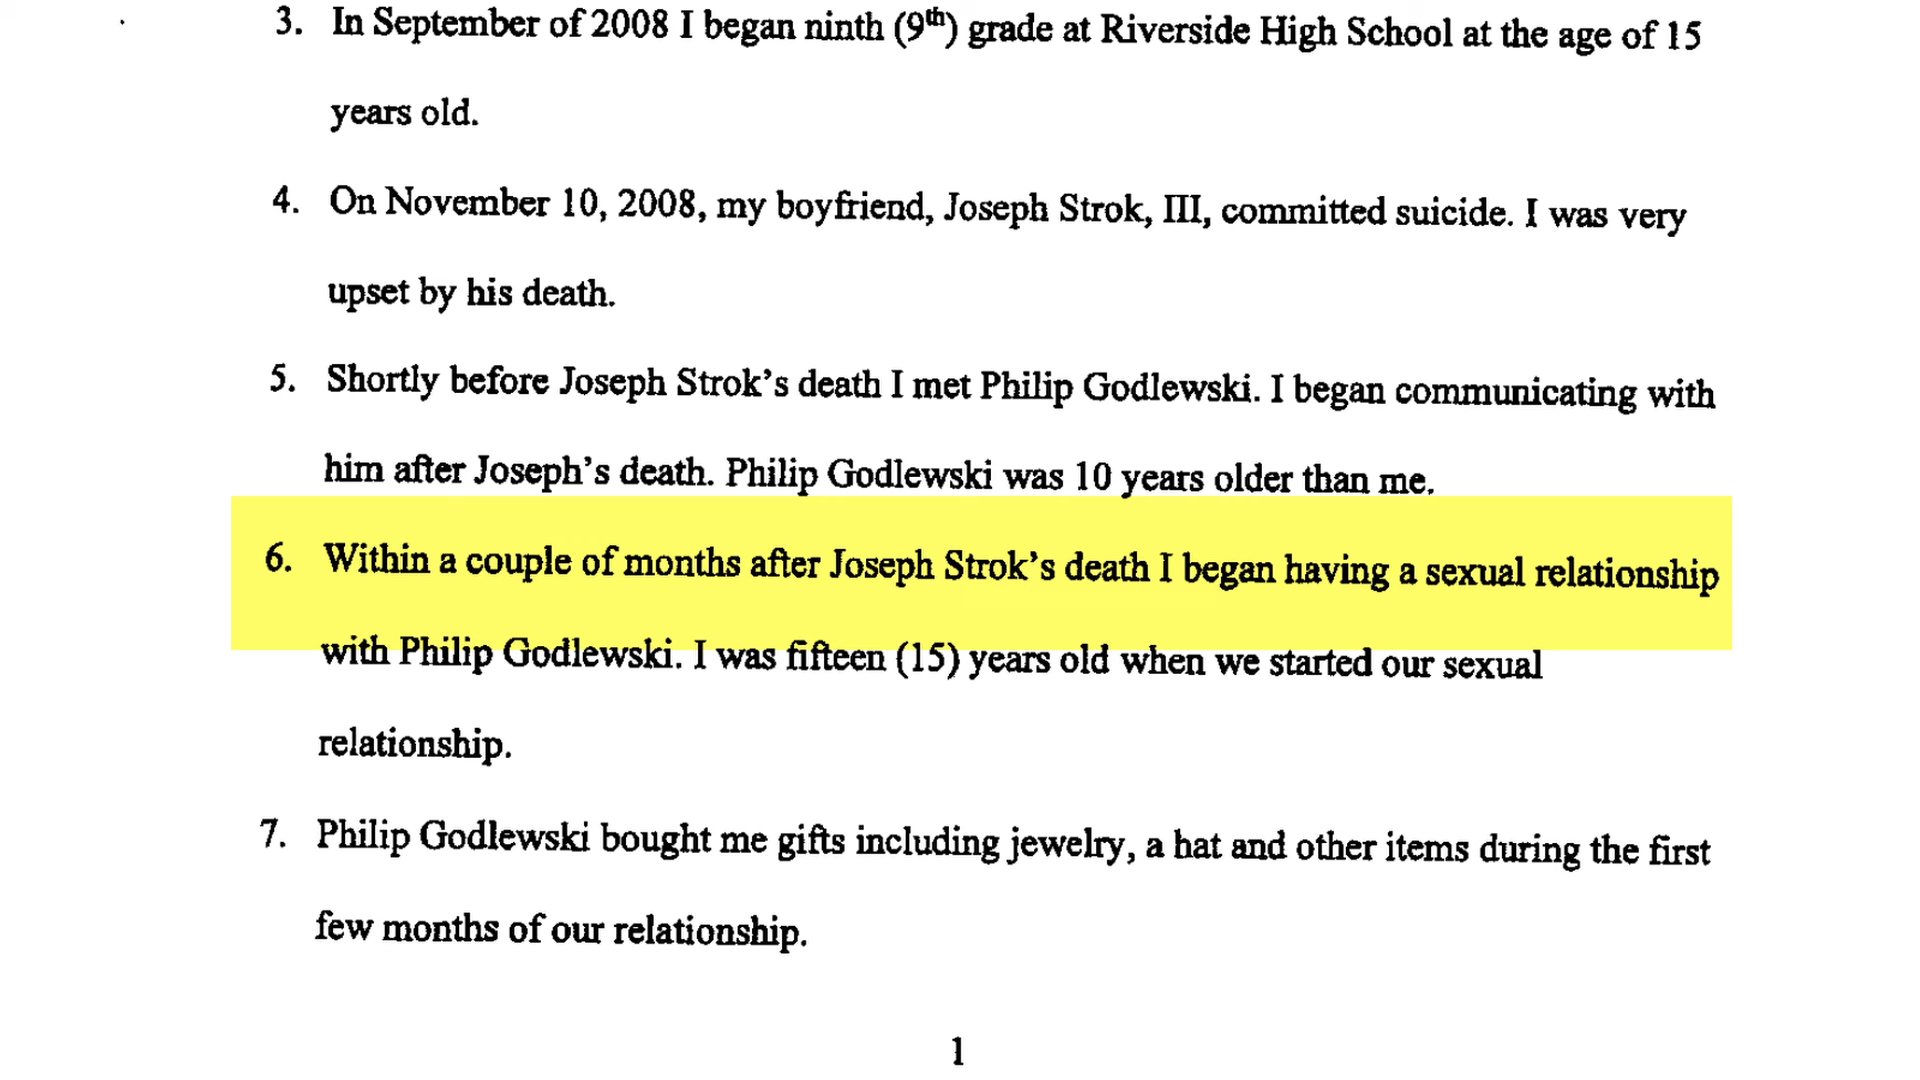 3. In September of 2008 I began ninth (9th) grade at Riverside High School at the age of 15
years old.
4. On November 10, 2008, my boyfriend, Joseph Strok, III, committed suicide. I was very
upset by his death.
5. Shortly before Joseph Strok's death I met Philip Godlewski. I began communicating with
him after Joseph's death. Philip Godlewski was 10 years older than me.
6. Within a couple of months after Joseph Strok's death I began having a sexual relationship
with Philip Godlewski. I was fifteen (15) years old when we started our sexual
relationship.
7. Philip Godlewski bought me gifts including jewelry, a hat and other items during the first
few months of our relationship.
1